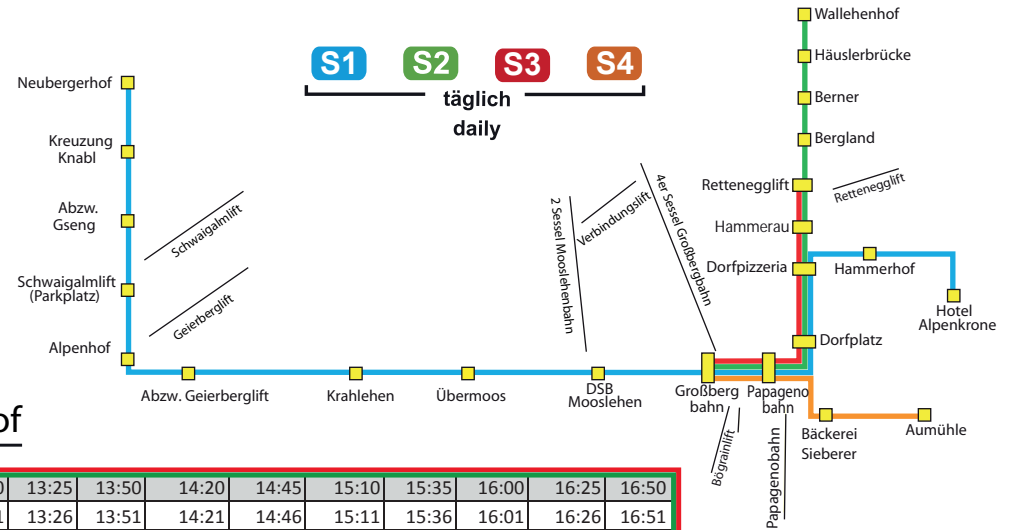 Wallehenhof
S1 S2 S3 S4
Häuslerbrücke
Neubergerhof
täglich
daily
Berner
Kreuzung
Knabl
Bergland
Rettenegglift
Rettenegglift
Abzw.
Gseng
Schwaigalmlift
2 Sessel Mooslehenbahn
Verbindungslift
4er Sessel Großbergbahn
Hammerau
Schwaigalmlift
(Parkplatz)
Geierberglift
Dorfpizzeria
Hammerhof
Hotel
Alpenkrone
Alpenhof
Dorfplatz
Abzw. Geierberglift
Krahlehen
Übermoos
DSB
Mooslehen
Großberg
bahn
Papageno
bahn
Bäckerei
Sieberer
Aumühle
Bögrainlift
Papagenobahn
of
0 13:25 13:50 14:20 14:45 15:10 15:35 16:00 16:25 16:50
1 13:26 13:51 14:21 14:46 15:11 15:36 16:01 16:26 16:51